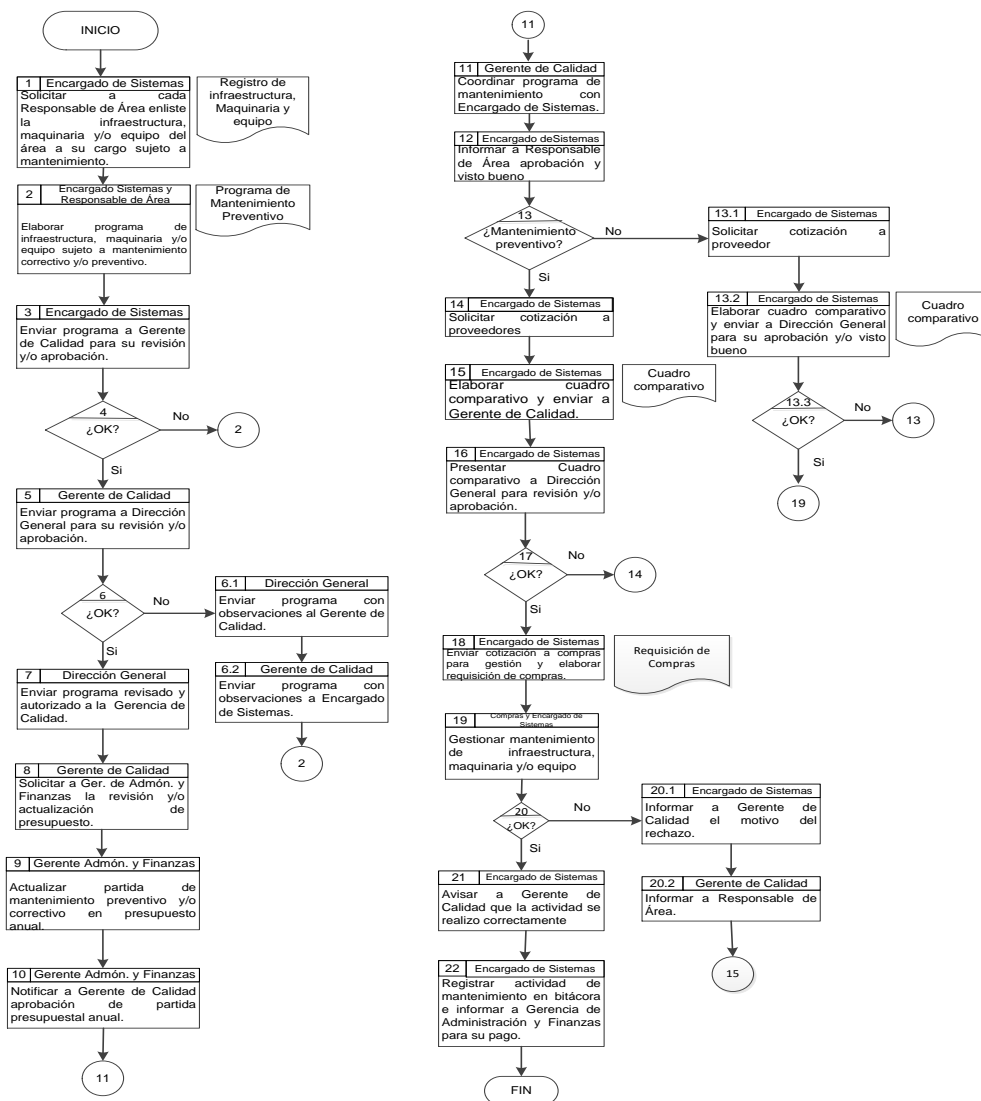 INICIO
1 Encargado de Sistemas
Solicitar a cada
Responsable de Área enliste
la infraestructura,
maquinaria y/o equipo del
área a su cargo sujeto a
mantenimiento.
Registro de
infraestructura,
Maquinaria y
equipo
2 Encargado Sistemas y
Responsable de Área
Elaborar programa de
infraestructura, maquinaria y/o
equipo sujeto a mantenimiento
correctivo y/o preventivo.
Programa de
Mantenimiento
Preventivo
3 Encargado de Sistemas
Enviar programa a Gerente
de Calidad para su revisión
y/o aprobación.
4
¿OK?
No
2
Si
5 Gerente de Calidad
Enviar programa a Dirección
General para su revisión y/o
aprobación.
6
¿OK?
No
Si
6.1 Dirección General
Enviar programa con
observaciones al Gerente de
Calidad.
6.2 Gerente de Calidad
Enviar programa con
observaciones a Encargado
de Sistemas.
2
7 Dirección General
Enviar programa revisado y
autorizado a la Gerencia de
Calidad.
8 Gerente de Calidad
Solicitar a Ger. de Admón. y
Finanzas la revisión y/o
actualización de
presupuesto.
9 Gerente Admón. y Finanzas
Actualizar partida de
mantenimiento preventivo y/o
correctivo en presupuesto
anual.
10 Gerente Admón. y Finanzas
Notificar a Gerente de Calidad
aprobación de partida
presupuestal anual.
11
11
11 Gerente de Calidad
Coordinar programa de
mantenimiento con
Encargado de Sistemas.
12 Encargado deSistemas
Informar a Responsable
de Área aprobación y
visto bueno
13
¿Mantenimiento
preventivo?
No
Si
13.1 Encargado de Sistemas
Solicitar cotización a
proveedor
13.2 Encargado de Sistemas
Elaborar cuadro comparativo
y enviar a Dirección General
para su aprobación y/o visto
bueno
Cuadro
comparativo
13.3
¿OK?
No
13
Si
19
14 Encargado de Sistemas
Solicitar cotización a
proveedores
15 Encargado de Sistemas
Elaborar cuadro
comparativo y enviar a
Gerente de Calidad.
Cuadro
comparativo
16 Encargado de Sistemas
Presentar Cuadro
comparativo a Dirección
General para revisión y/o
aprobación.
17
¿OK?
No
14
Si
18 Encargado de Sistemas
Enviar cotización a compras
para gestión y elaborar
requisición de compras.
Requisición de
Compras
19 Compras y Encargado de
Sistemas
Gestionar mantenimiento
de infraestructura,
maquinaria y/o equipo
20
¿OK?
No
Si
20.1 Encargado de Sistemas
Informar a Gerente de
Calidad el motivo del
rechazo.
20.2 Gerente de Calidad
Informar a Responsable de
Área.
15
21 Encargado de Sistemas
Avisar a Gerente de
Calidad que la actividad se
realizo correctamente
22 Encargado de Sistemas
Registrar actividad de
mantenimiento en bitácora
e informar a Gerencia de
Administración y Finanzas
para su pago.
FIN